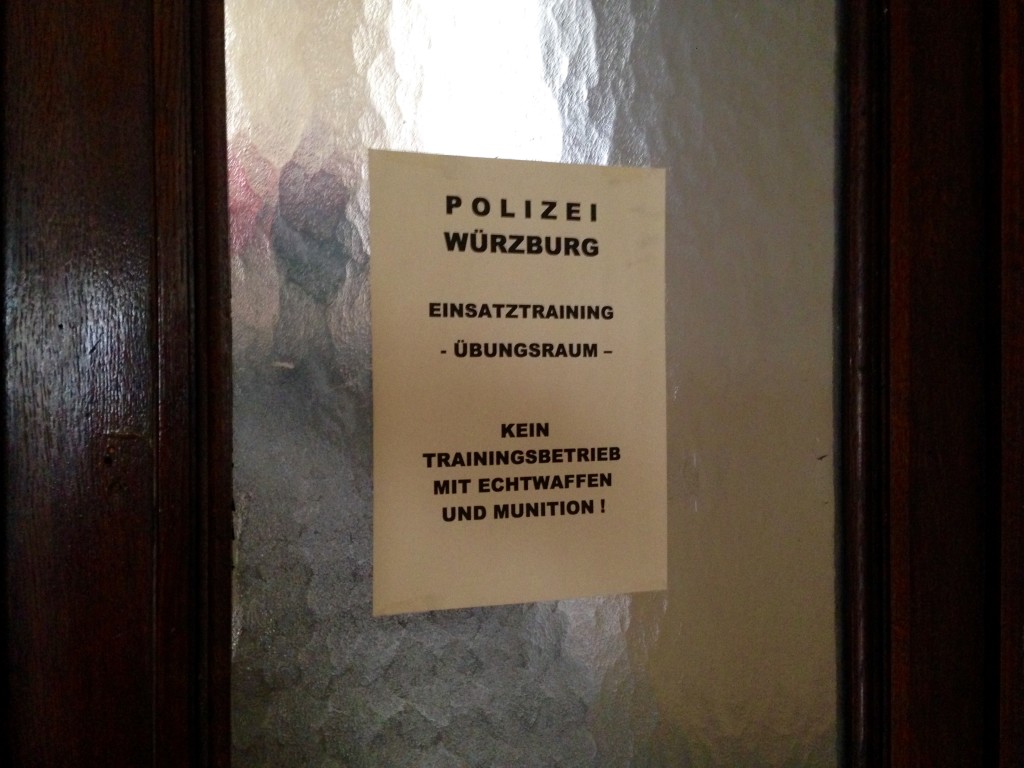 POLIZEI
WÜRZBURG
EINSATZTRAINING
- ÜBUNGSRAUM –
KEIN
TRAININGSBETRIEB
MIT ECHTWAFFEN
UND MUNITION !